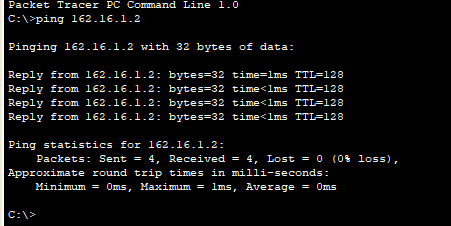 Packet Tracer PC Command Line 1.0
C:\>ping 162.16.1.2
Pinging 162.16.1.2 with 32 bytes of data:
Reply from 162.16.1.2: bytes=32 time=1ms TTL=128
Reply from 162.16.1.2: bytes=32 time<1ms TTL=128
Reply from 162.16.1.2: bytes=32 time<1ms TTL=128
Reply from 162.16.1.2: bytes=32 time<1ms TTL=128
Ping statistics for 162.16.1.2:
Packets: Sent = 4, Received = 4, Lost = 0 (0% loss),
Approximate round trip times in milli-seconds:
Minimum = 0ms, Maximum = 1ms, Average = 0ms
C:\>